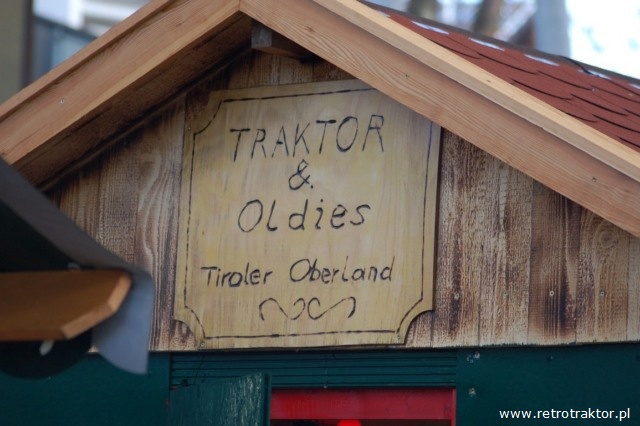 TRAKTOR
&
Oldies
Tiroler Oberland
www.retrotraktor.pl